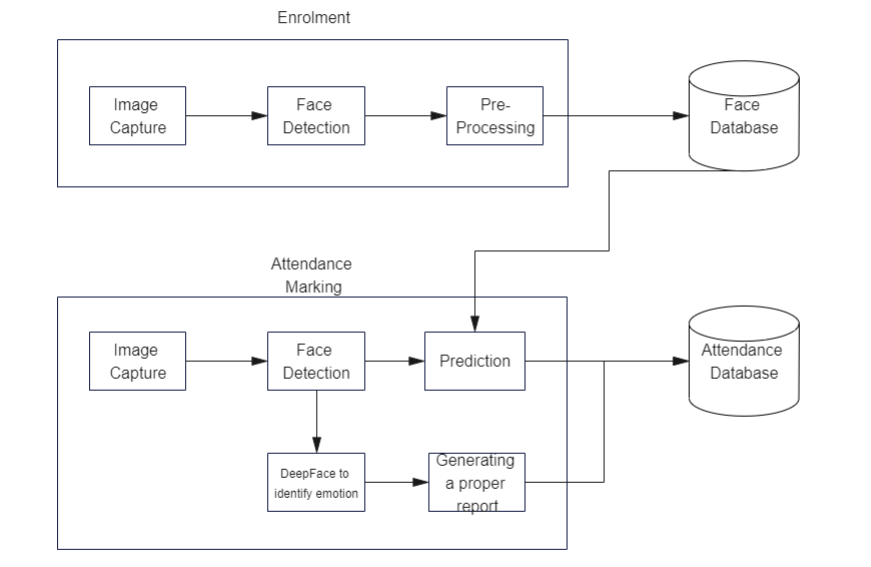 Enrolment
Image
Capture
Face
Detection
Pre-
Processing
Face
Database
Attendance
Marking
Image
Capture
Face
Detection
Prediction
Attendance
Database
DeepFace to
identify emotion
Generating
a proper
report